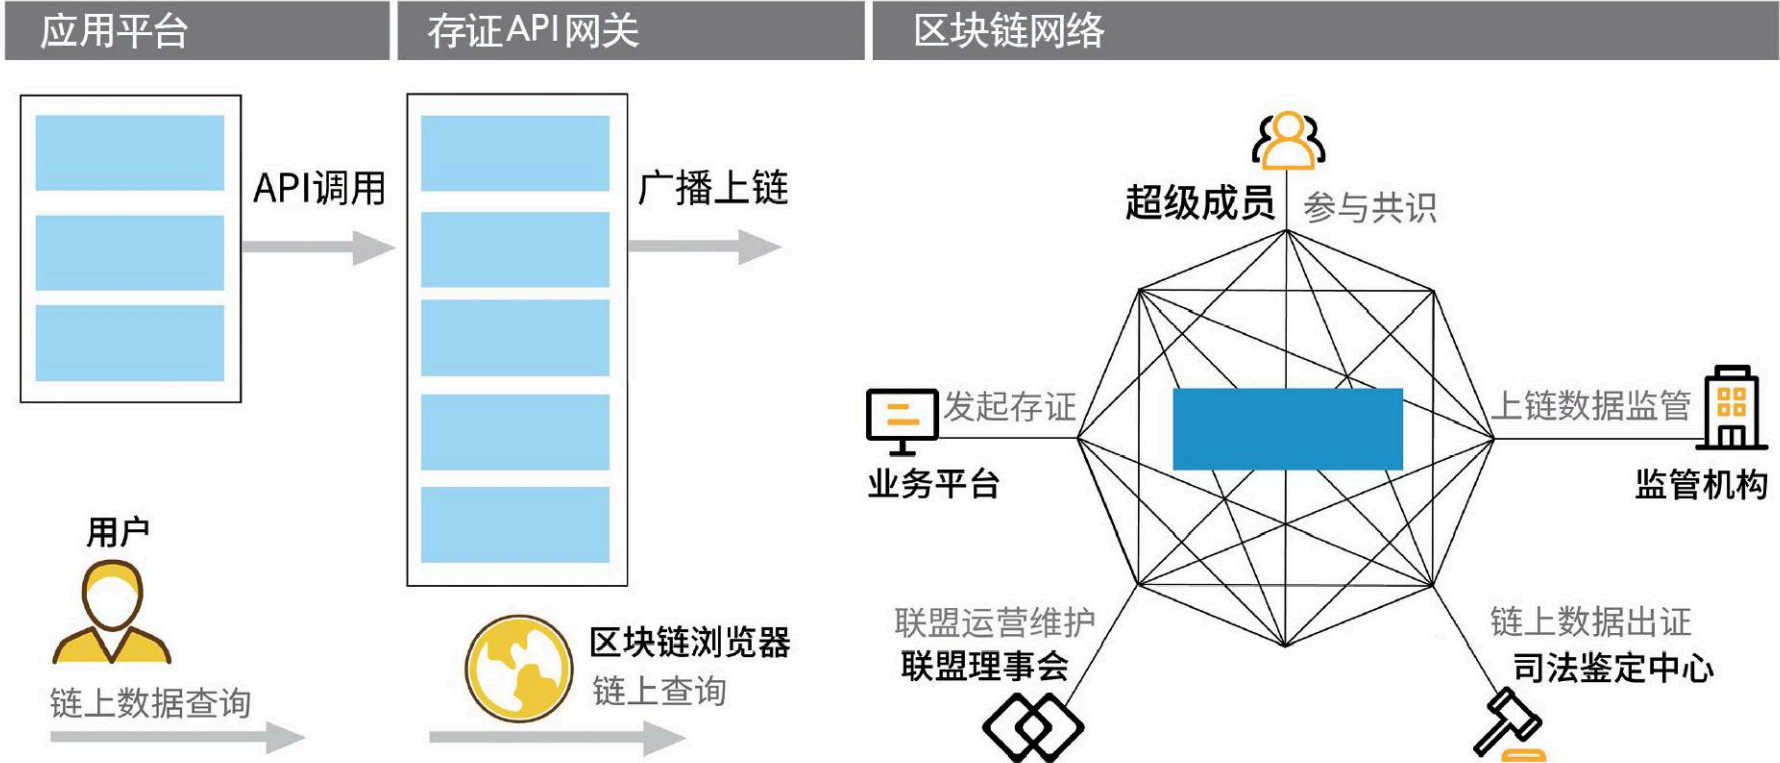 应用平台
存证API网关
区块链网络
API调用
广播上链
超级成员
参与共识
发起存证
业务平台
上链数据监管
监管机构
用户
链上数据查询
区块链浏览器
链上查询
联盟运营维护
联盟理事会
链上数据出证
司法鉴定中心